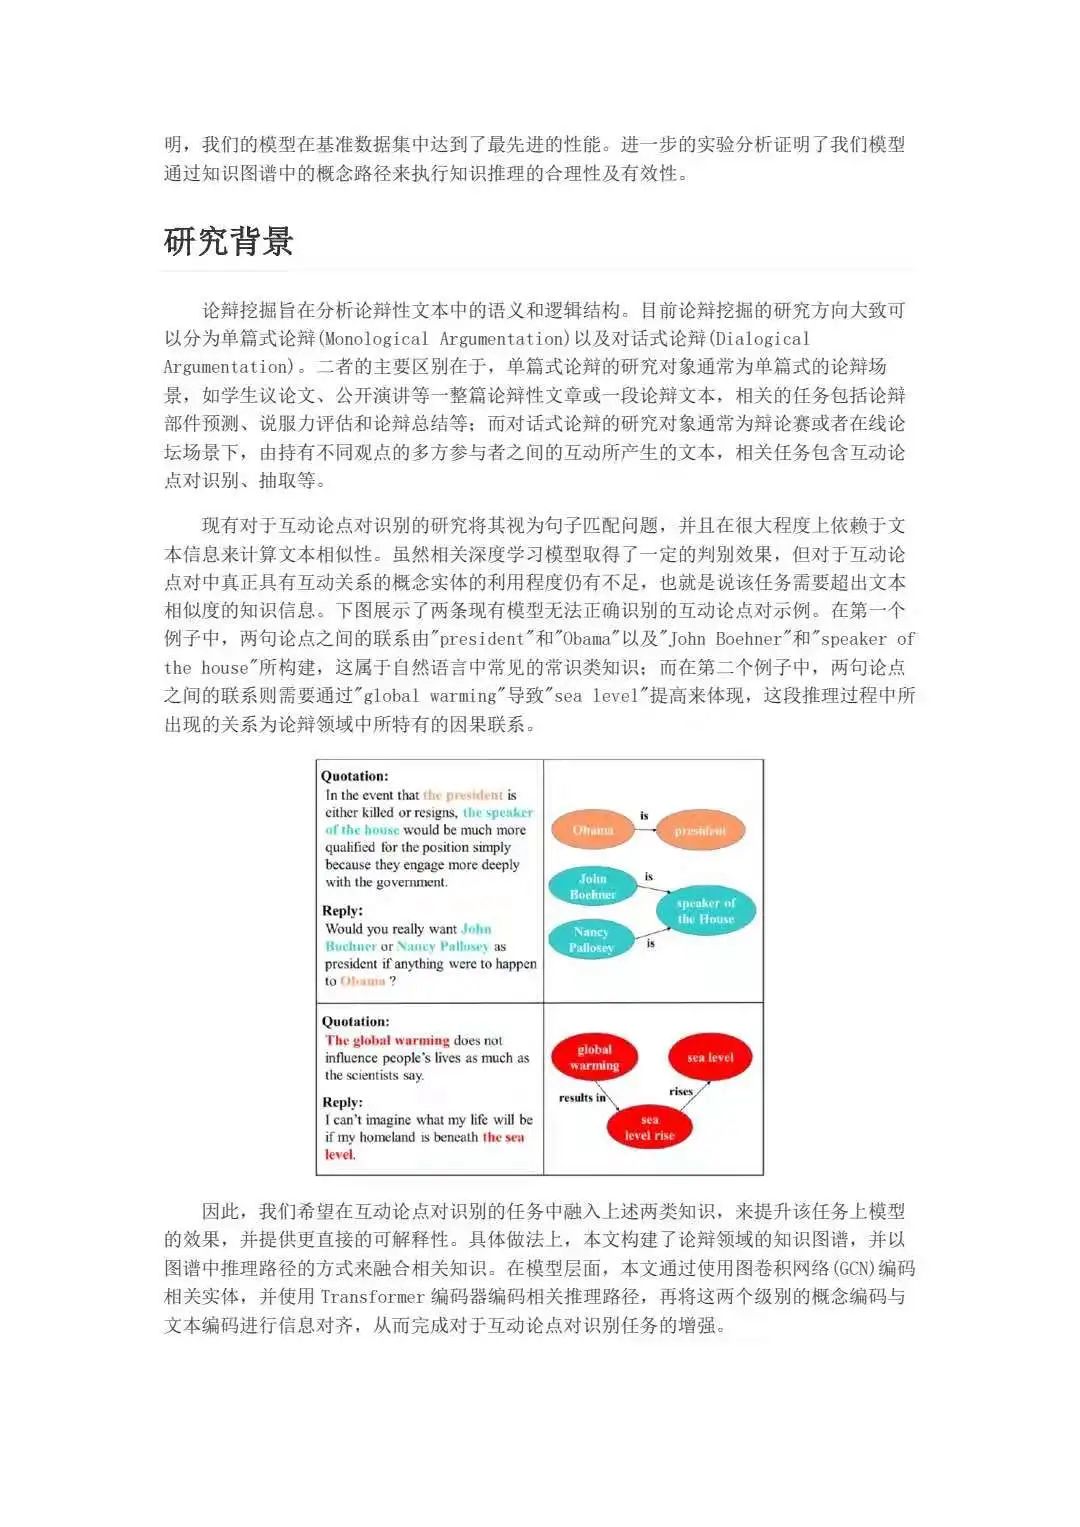 明，我们的模型在基准数据集中达到了最先进的性能。进一步的实验分析证明了我们模型
通过知识图谱中的概念路径来执行知识推理的合理性及有效性。
研究背景
论辩挖掘旨在分析论辩性文本中的语义和逻辑结构。目前论辩挖掘的研究方向大致可
以分为单篇式论辩(Monological Argumentation)以及对话式论辩(Dialogical
Argumentation)。二者的主要区别在于，单篇式论辩的研究对象通常为单篇式的论辩场
景，如学生议论文、公开演讲等一整篇论辩性文章或一段论辩文本，相关的任务包括论辩
部件预测、说服力评估和论辩总结等；而对话式论辩的研究对象通常为辩论赛或者在线论
坛场景下，由持有不同观点的多方参与者之间的互动所产生的文本，相关任务包含互动论
点对识别、抽取等。
现有对于互动论点对识别的研究将其视为句子匹配问题，并且在很大程度上依赖于文
本信息来计算文本相似性。虽然相关深度学习模型取得了一定的判别效果，但对于互动论
点对中真正具有互动关系的概念实体的利用程度仍有不足，也就是说该任务需要超出文本
相似度的知识信息。下图展示了两条现有模型无法正确识别的互动论点对示例。在第一个
例子中，两句论点之间的联系由"president"和"Obama"以及"John Boehner"和"speaker of
the house"所构建，这属于自然语言中常见的常识类知识；而在第二个例子中，两句论点
之间的联系则需要通过"global warming"导致"sea level"提高来体现，这段推理过程中所
出现的关系为论辩领域中所特有的因果联系。
Quotation:
In the event that the president is
either killed or resigns, the speaker
of the house would be much more
qualified for the position simply
because they engage more deeply
with the government.
Reply:
Would you really want John
Boehner or Nancy Pallosey as
president if anything were to happen
to Obama ?
Obama
is
president
John
Boehner
is
speaker of
the House
Nancy
Pallosey
is
Quotation:
The global warming does not
influence people's lives as much as
the scientists say.
Reply:
I can't imagine what my life will be
if my homeland is beneath the sea
level.
global
warming
sea level
results in
rises
sea
level rise
因此，我们希望在互动论点对识别的任务中融入上述两类知识，来提升该任务上模型
的效果，并提供更直接的可解释性。具体做法上，本文构建了论辩领域的知识图谱，并以
图谱中推理路径的方式来融合相关知识。在模型层面，本文通过使用图卷积网络(GCN)编码
相关实体，并使用 Transformer 编码器编码相关推理路径，再将这两个级别的概念编码与
文本编码进行信息对齐，从而完成对于互动论点对识别任务的增强。